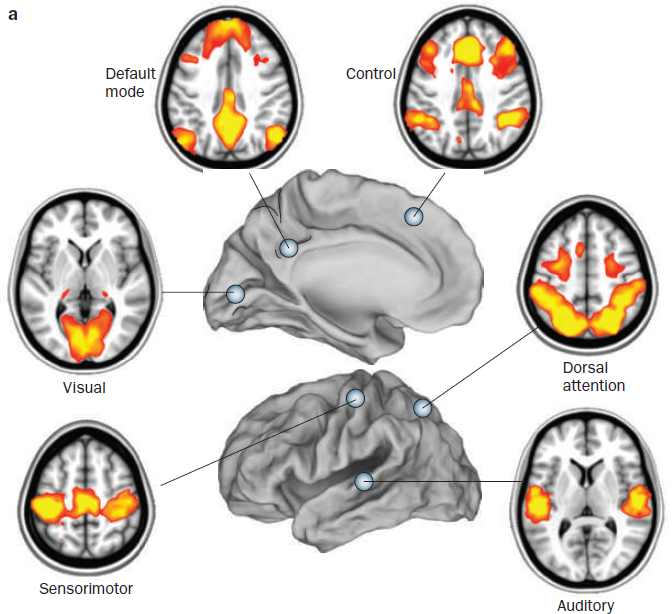 a
Default
mode
Control
Visual
Dorsal
attention
Sensorimotor
Auditory